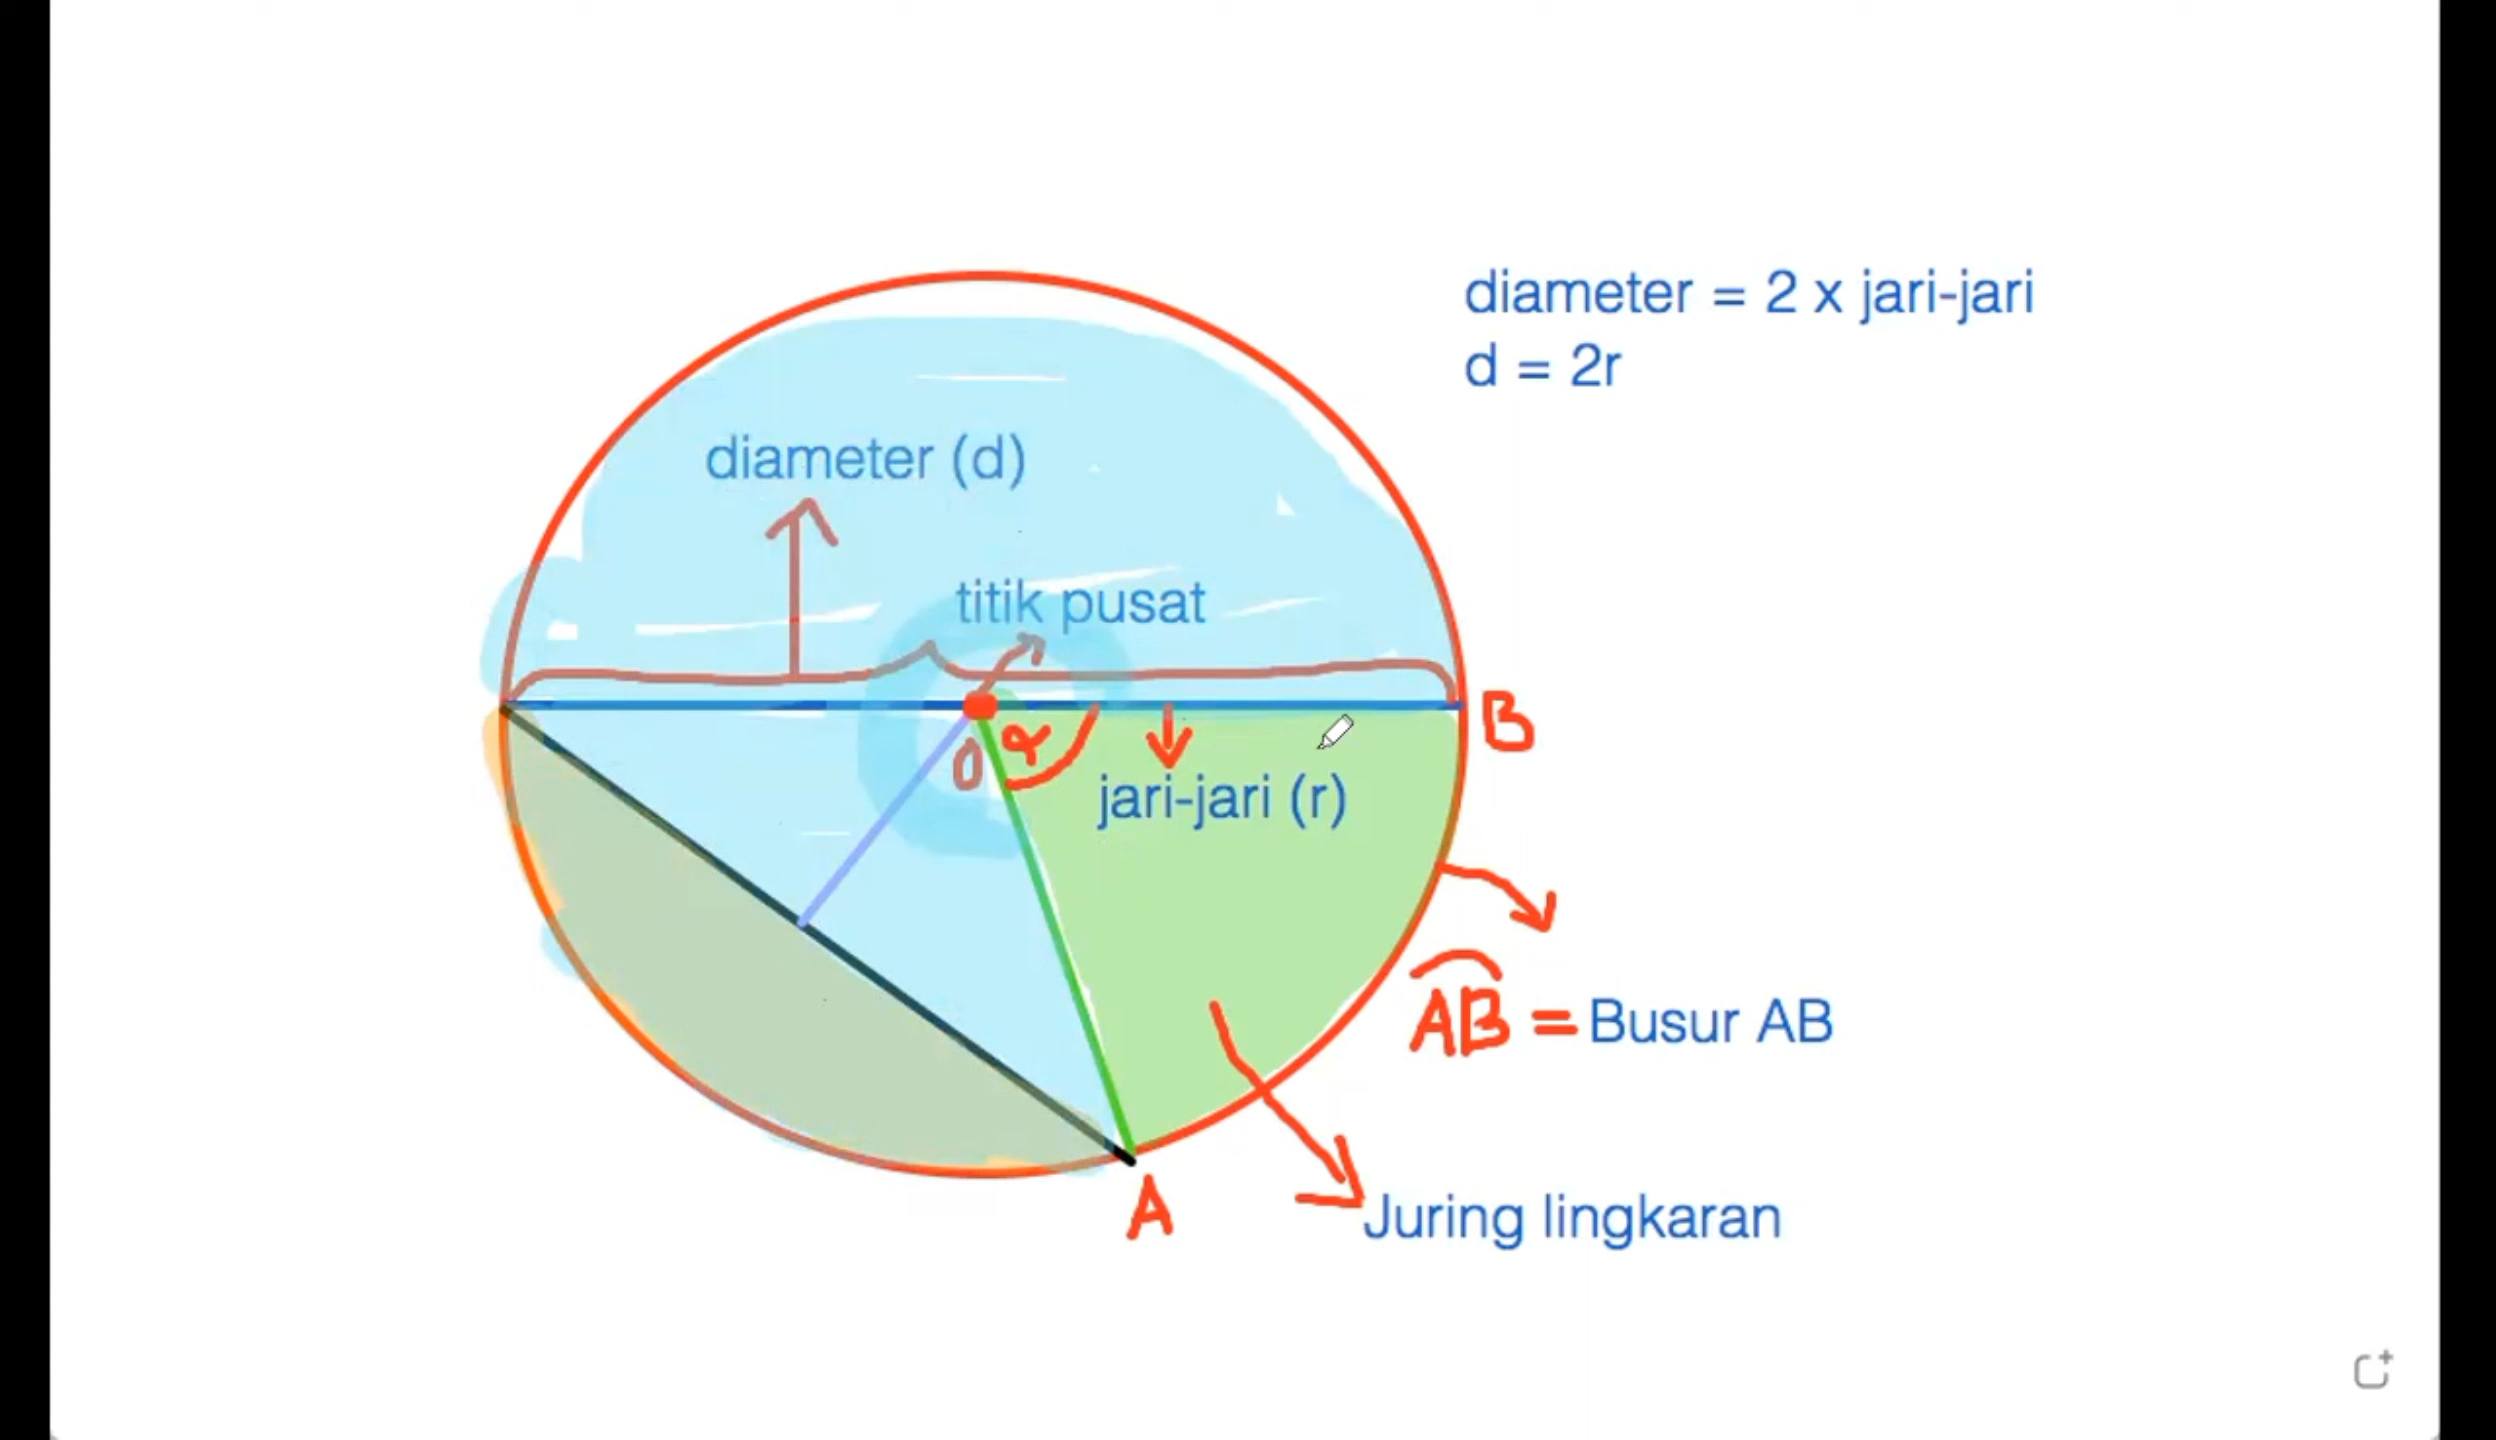 diameter = 2 x jari-jari
d = 2r
diameter (d)
titik pusat
B
O α
jari-jari (r)
AB = Busur AB
A
Juring lingkaran